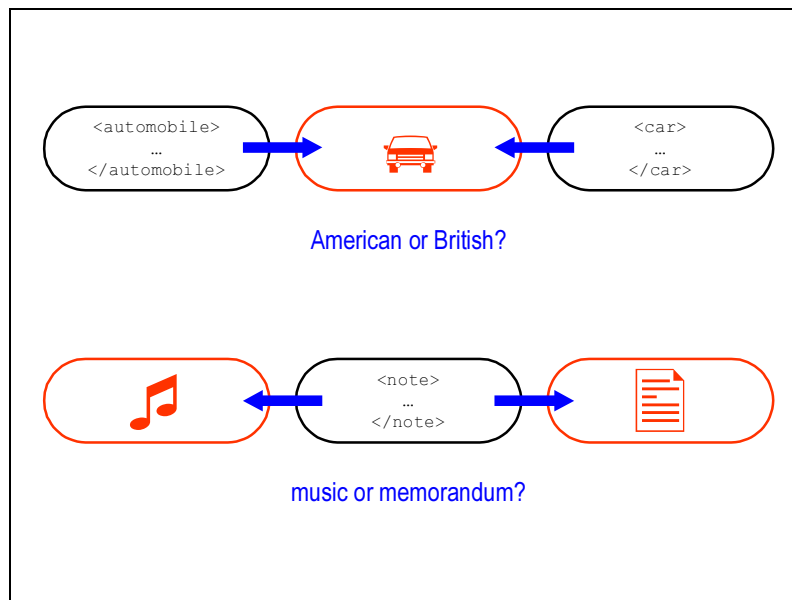 <automobile>
…
</automobile>
<car>
…
</car>
American or British?
<note>
…
</note>
music or memorandum?